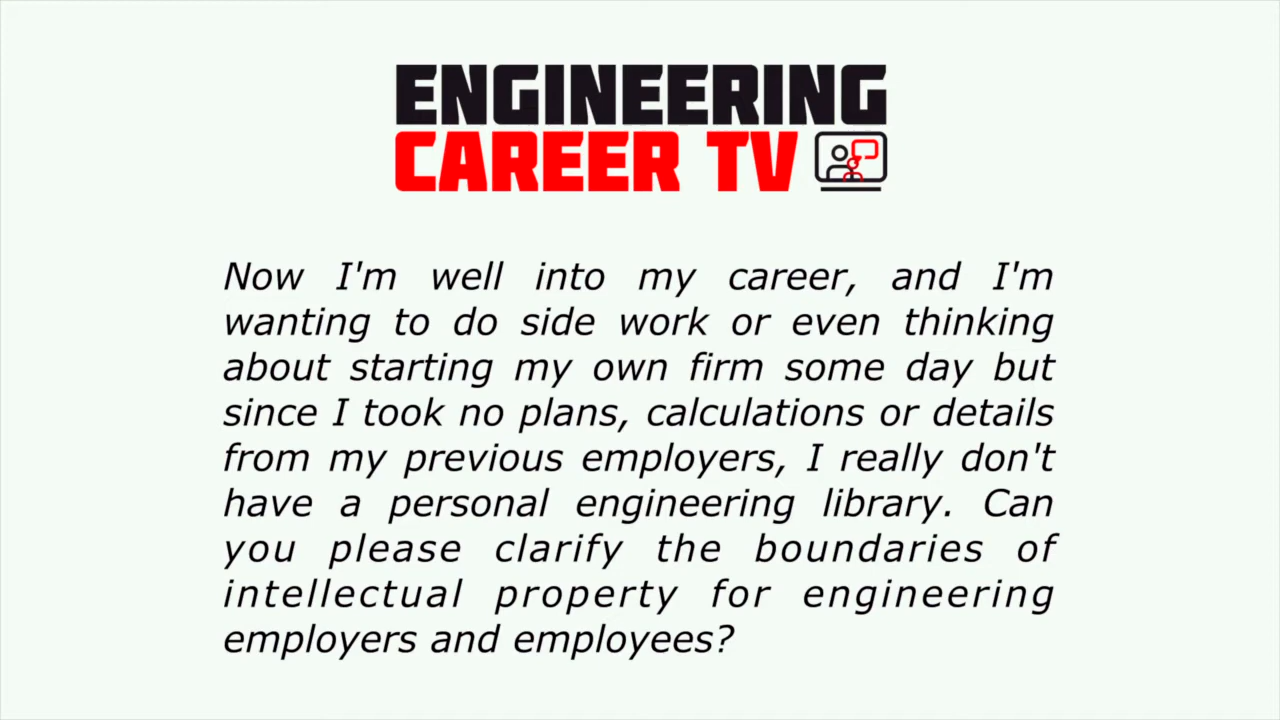 ENGINEERING
CAREER TV
Now I'm well into my career, and I'm
wanting to do side work or even thinking
about starting my own firm some day but
since I took no plans, calculations or details
from my previous employers, I really don't
have a personal engineering library. Can
you please clarify the boundaries of
intellectual property for engineering
employers and employees?